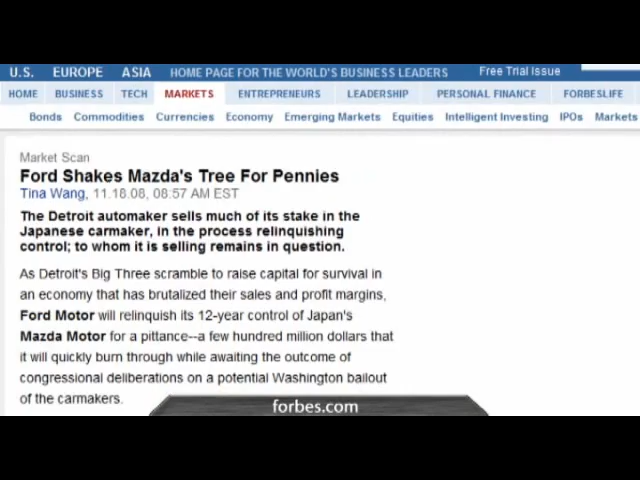 U.S. EUROPE ASIA HOME PAGE FOR THE WORLD'S BUSINESS LEADERS Free Trial Issue
HOME BUSINESS TECH MARKETS ENTREPRENEURS LEADERSHIP PERSONAL FINANCE FORBESLIFE
Bonds Commodities Currencies Economy Emerging Markets Equities Intelligent Investing IPOs Markets
Market Scan
Ford Shakes Mazda's Tree For Pennies
Tina Wang, 11.18.08, 08:57 AM EST
The Detroit automaker sells much of its stake in the
Japanese carmaker, in the process relinquishing
control; to whom it is selling remains in question.
As Detroit's Big Three scramble to raise capital for survival in
an economy that has brutalized their sales and profit margins,
Ford Motor will relinquish its 12-year control of Japan's
Mazda Motor for a pittance--a few hundred million dollars that
it will quickly burn through while awaiting the outcome of
congressional deliberations on a potential Washington bailout
of the carmakers.
forbes.com